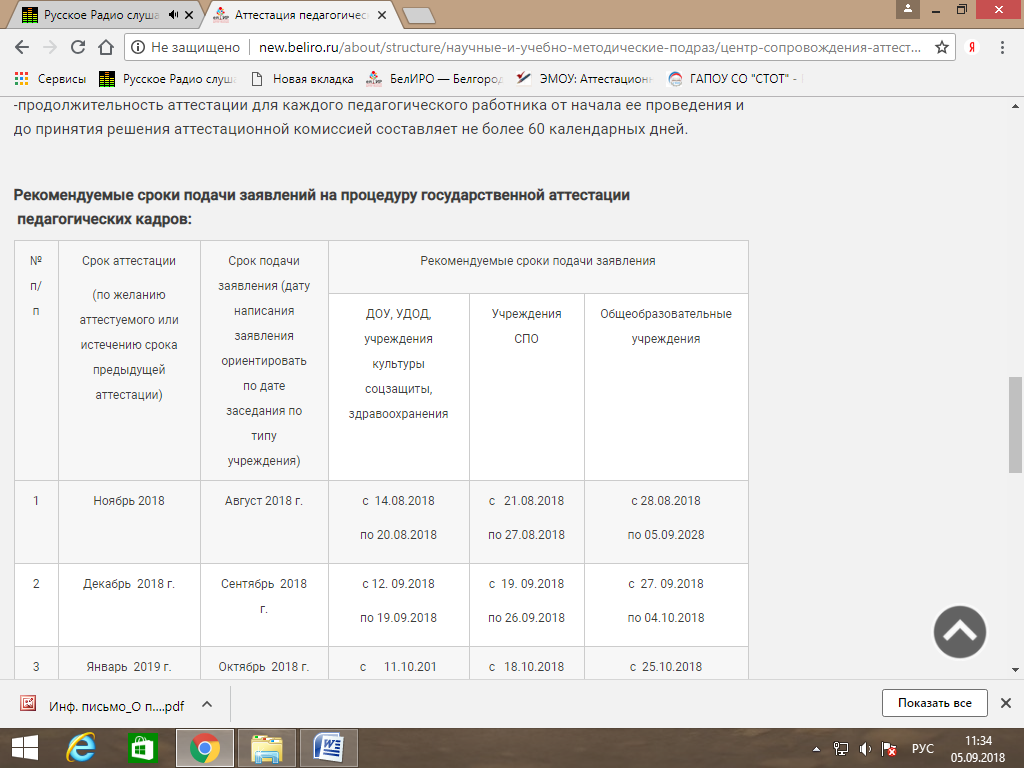 Русское Радио слуша
Аттестация педагогичес
Не защищено
new.beliro.ru/about/structure/научные-и-учебно-методические-подраз/центр-сопровождения-аттест...
Я
Сервисы
Русское Радио слуш
Новая вкладка
БелИРО — Белгород
ЭМОУ: Аттестацион
ГАПОУ СО "СТОТ" -
-продолжительность аттестации для каждого педагогического работника от начала ее проведения и
до принятия решения аттестационной комиссией составляет не более 60 календарных дней.
Рекомендуемые сроки подачи заявлений на процедуру государственной аттестации
педагогических кадров:
№
п/
п
Срок аттестации
(по желанию
аттестуемого или
истечению срока
предыдущей
аттестации)
Срок подачи
заявления (дату
написания
заявления
ориентировать
по дате
заседания по
типу
учреждения)
Рекомендуемые сроки подачи заявления
ДОУ, УДОД,
учреждения
культуры
соцзащиты,
здравоохранения
Учреждения
СПО
Общеобразовательные
учреждения
1
Ноябрь 2018
Август 2018 г.
с 14.08.2018
по 20.08.2018
с 21.08.2018
по 27.08.2018
с 28.08.2018
по 05.09.2028
2
Декабрь 2018 г.
Сентябрь 2018
г.
с 12. 09.2018
по 19.09.2018
с 19. 09.2018
по 26.09.2018
с 27. 09.2018
по 04.10.2018
3
Январь 2019 г.
Октябрь 2018 г.
с 11.10.201
с 18.10.2018
с 25.10.2018
Инф. письмо_О п....pdf
Показать все
РУС
11:34
05.09.2018